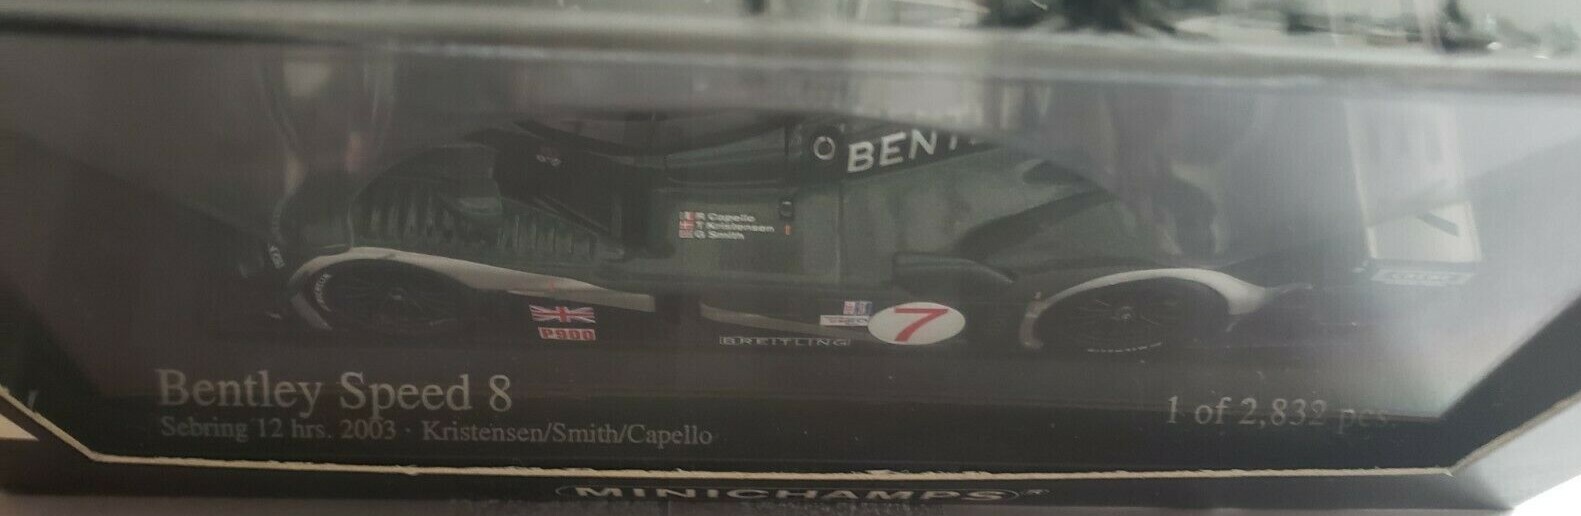 BENT
R Capello
T Kristensen
G Smith
P900
BREITLING
7
Bentley Speed 8
1 of 2,832 pcs.
Sebring 12 hrs. 2003 · Kristensen/Smith/Capello
MINICHAMPS